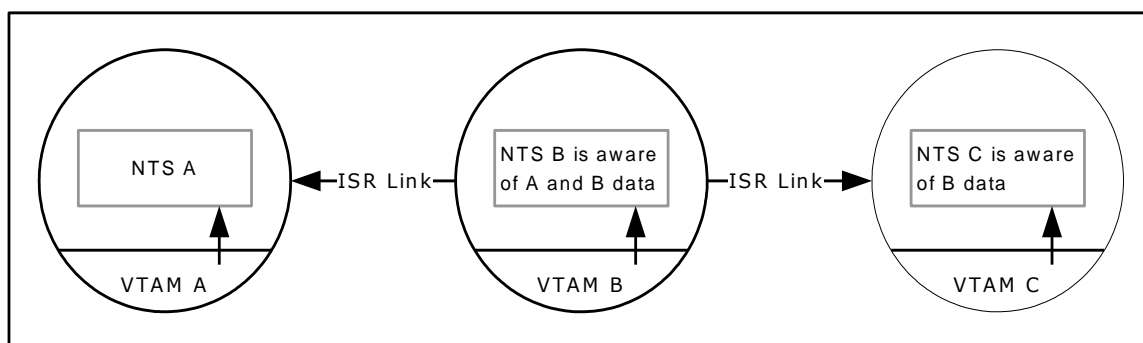 NTS A
ISR Link
NTS B is aware
of A and B data
ISR Link
NTS C is aware
of B data
VTAM A
VTAM B
VTAM C